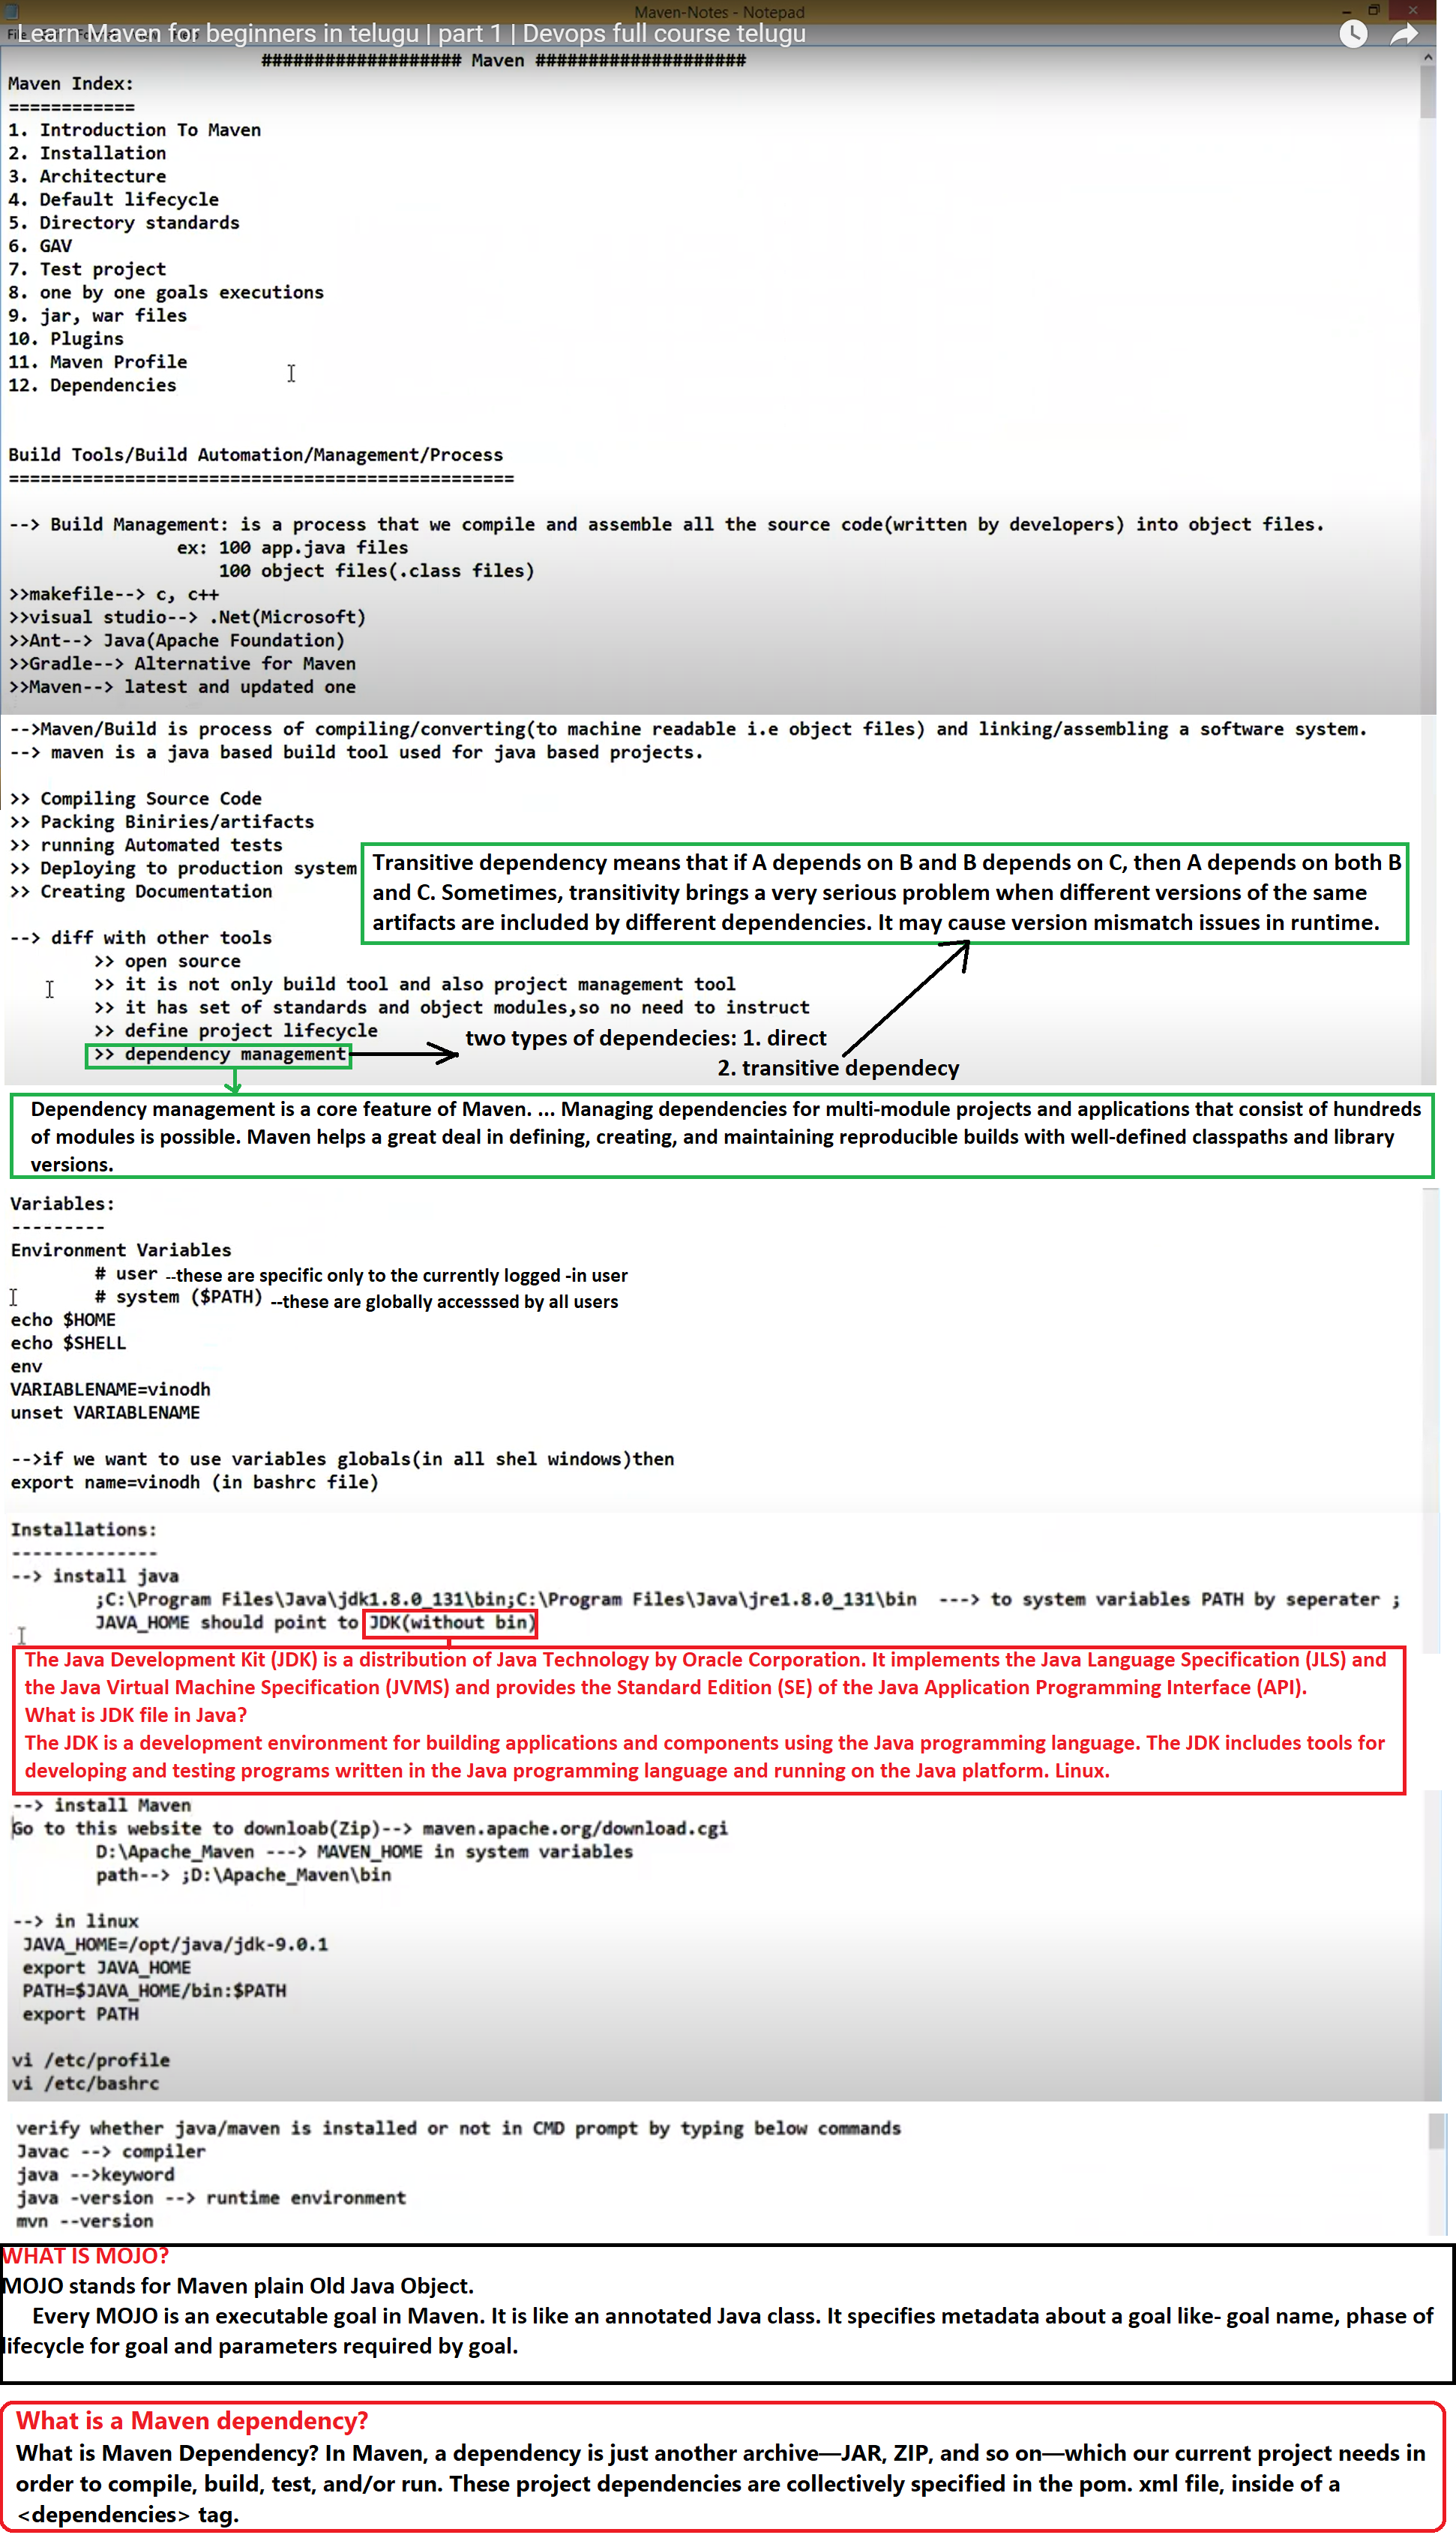 Maven-Notes - Notepad
Learn Maven for beginners in telugu | part 1 | Devops full course telugu
################### Maven ####################
Maven Index:
============
1. Introduction To Maven
2. Installation
3. Architecture
4. Default lifecycle
5. Directory standards
6. GAV
7. Test project
8. one by one goals executions
9. jar, war files
10. Plugins
11. Maven Profile
12. Dependencies
Build Tools/Build Automation/Management/Process
================================================
--> Build Management: is a process that we compile and assemble all the source code(written by developers) into object files.
ex: 100 app.java files
100 object files(.class files)
>>makefile--> c, c++
>>visual studio--> .Net(Microsoft)
>>Ant--> Java(Apache Foundation)
>>Gradle--> Alternative for Maven
>>Maven--> latest and updated one
-->Maven/Build is process of compiling/converting(to machine readable i.e object files) and linking/assembling a software system.
--> maven is a java based build tool used for java based projects.
>> Compiling Source Code
>> Packing Biniries/artifacts
>> running Automated tests
>> Deploying to production system
>> Creating Documentation
Transitive dependency means that if A depends on B and B depends on C, then A depends on both B
and C. Sometimes, transitivity brings a very serious problem when different versions of the same
artifacts are included by different dependencies. It may cause version mismatch issues in runtime.
--> diff with other tools
>> open source
>> it is not only build tool and also project management tool
>> it has set of standards and object modules,so no need to instruct
>> define project lifecycle
>> dependency management
two types of dependecies: 1. direct
2. transitive dependecy
Dependency management is a core feature of Maven. ... Managing dependencies for multi-module projects and applications that consist of hundreds
of modules is possible. Maven helps a great deal in defining, creating, and maintaining reproducible builds with well-defined classpaths and library
versions.
Variables:
---------
Environment Variables
# user --these are specific only to the currently logged -in user
# system ($PATH) --these are globally accesssed by all users
echo $HOME
echo $SHELL
env
VARIABLENAME=vinodh
unset VARIABLENAME
-->if we want to use variables globals(in all shel windows)then
export name=vinodh (in bashrc file)
Installations:
--------------
--> install java
;C:\Program Files\Java\jdk1.8.0_131\bin;C:\Program Files\Java\jre1.8.0_131\bin ---> to system variables PATH by seperater ;
JAVA_HOME should point to JDK(without bin)
The Java Development Kit (JDK) is a distribution of Java Technology by Oracle Corporation. It implements the Java Language Specification (JLS) and
the Java Virtual Machine Specification (JVMS) and provides the Standard Edition (SE) of the Java Application Programming Interface (API).
What is JDK file in Java?
The JDK is a development environment for building applications and components using the Java programming language. The JDK includes tools for
developing and testing programs written in the Java programming language and running on the Java platform. Linux.
--> install Maven
Go to this website to downloab(Zip)--> maven.apache.org/download.cgi
D:\Apache_Maven ---> MAVEN_HOME in system variables
path--> ;D:\Apache_Maven\bin
--> in linux
JAVA_HOME=/opt/java/jdk-9.0.1
export JAVA_HOME
PATH=$JAVA_HOME/bin:$PATH
export PATH
vi /etc/profile
vi /etc/bashrc
verify whether java/maven is installed or not in CMD prompt by typing below commands
Javac --> compiler
java -->keyword
java -version --> runtime environment
mvn --version
WHAT IS MOJO?
MOJO stands for Maven plain Old Java Object.
Every MOJO is an executable goal in Maven. It is like an annotated Java class. It specifies metadata about a goal like- goal name, phase of
lifecycle for goal and parameters required by goal.
What is a Maven dependency?
What is Maven Dependency? In Maven, a dependency is just another archive—JAR, ZIP, and so on—which our current project needs in
order to compile, build, test, and/or run. These project dependencies are collectively specified in the pom. xml file, inside of a
<dependencies> tag.